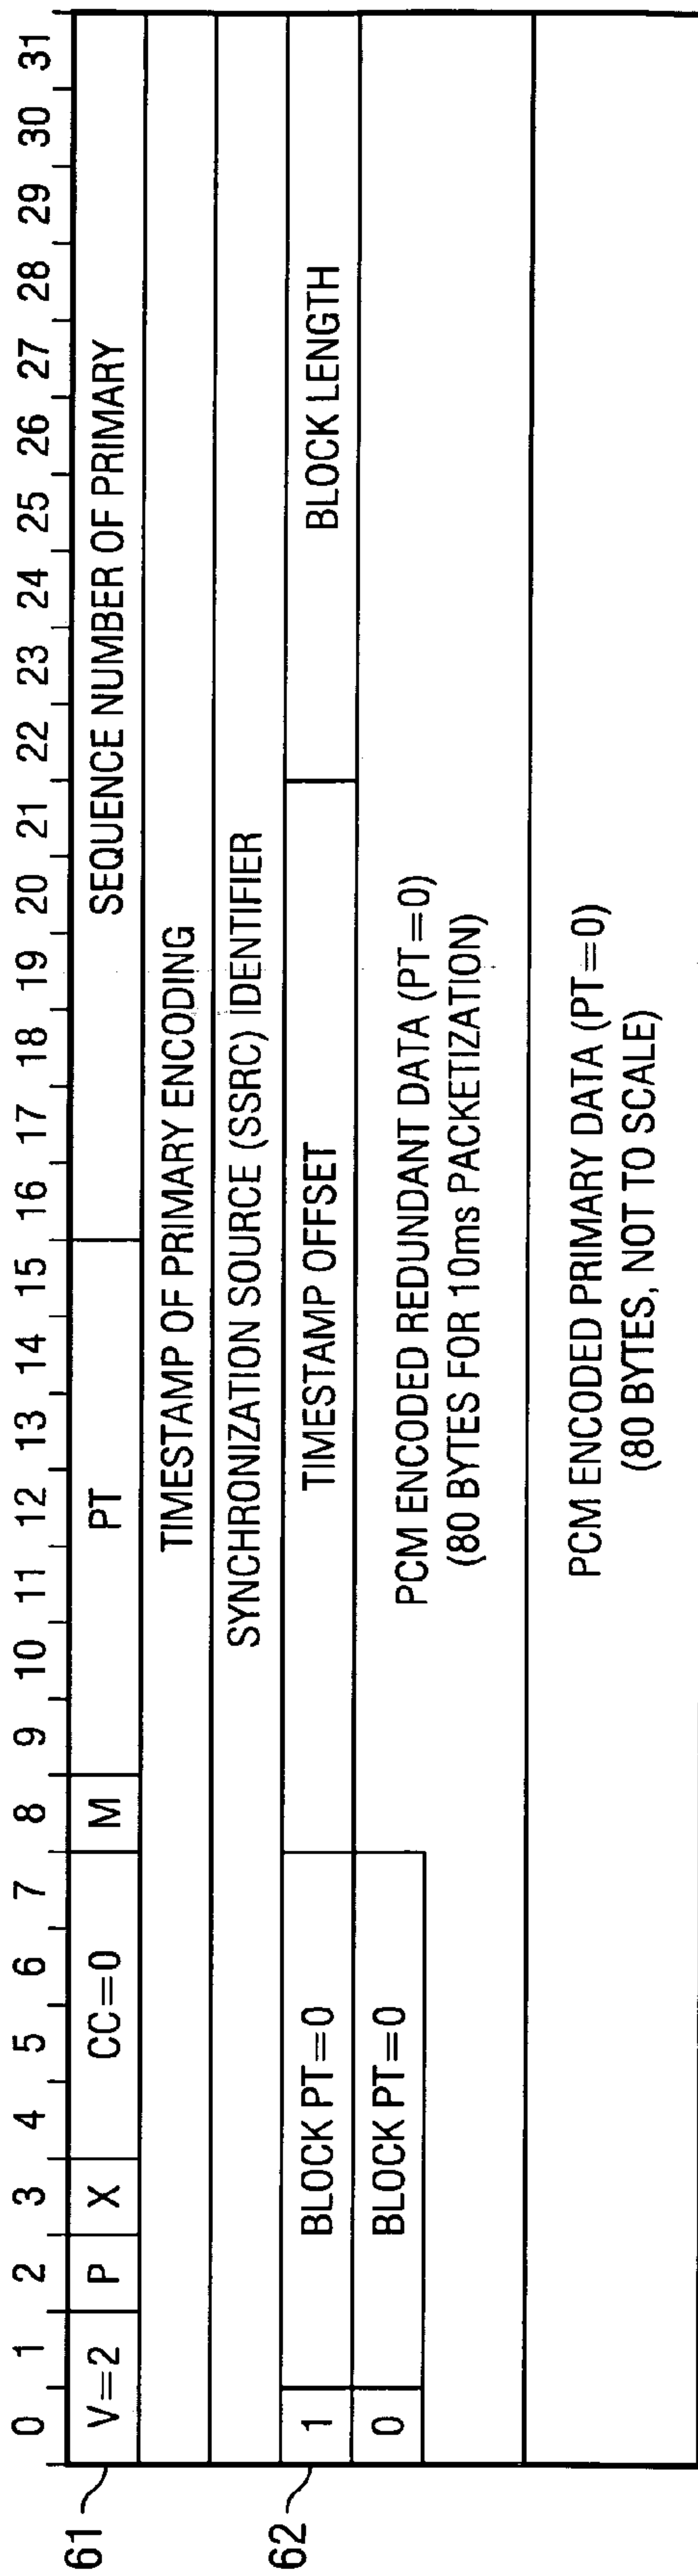 0 1 2 3 4 5 6 7 8 9 10 11 12 13 14 15 16 17 18 19 20 21 22 23 24 25 26 27 28 29 30 31
61 V=2 P X CC=0 M PT SEQUENCE NUMBER OF PRIMARY
TIMESTAMP OF PRIMARY ENCODING
SYNCHRONIZATION SOURCE (SSRC) IDENTIFIER
62 1 BLOCK PT=0 TIMESTAMP OFFSET BLOCK LENGTH
0 BLOCK PT=0
PCM ENCODED REDUNDANT DATA (PT=0)
(80 BYTES FOR 10ms PACKETIZATION
PCM ENCODED PRIMARY DATA (PT=0)
(80 BYTES, NOT TO SCALE)